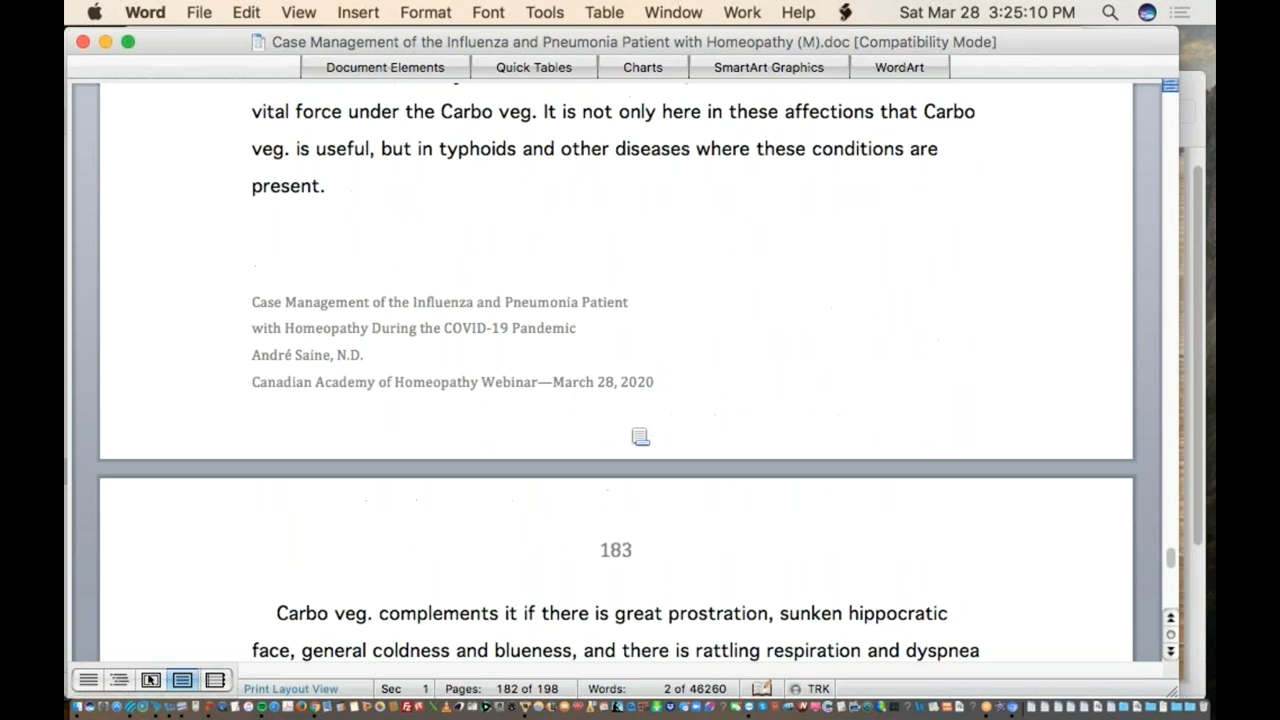 Word File Edit View Insert Format Font Tools Table Window Work Help Sat Mar 28 3:25:10 PM
Case Management of the Influenza and Pneumonia Patient with Homeopathy (M).doc [Compatibility Mode]
Document Elements Quick Tables Charts SmartArt Graphics WordArt
vital force under the Carbo veg. It is not only here in these affections that Carbo
veg. is useful, but in typhoids and other diseases where these conditions are
present.
Case Management of the Influenza and Pneumonia Patient
with Homeopathy During the COVID-19 Pandemic
André Saine, N.D.
Canadian Academy of Homeopathy Webinar—March 28, 2020
183
Carbo veg. complements it if there is great prostration, sunken hippocratic
face, general coldness and blueness, and there is rattling respiration and dyspnea
Print Layout View Sec 1 Pages: 182 of 198 Words: 2 of 46260 TRK